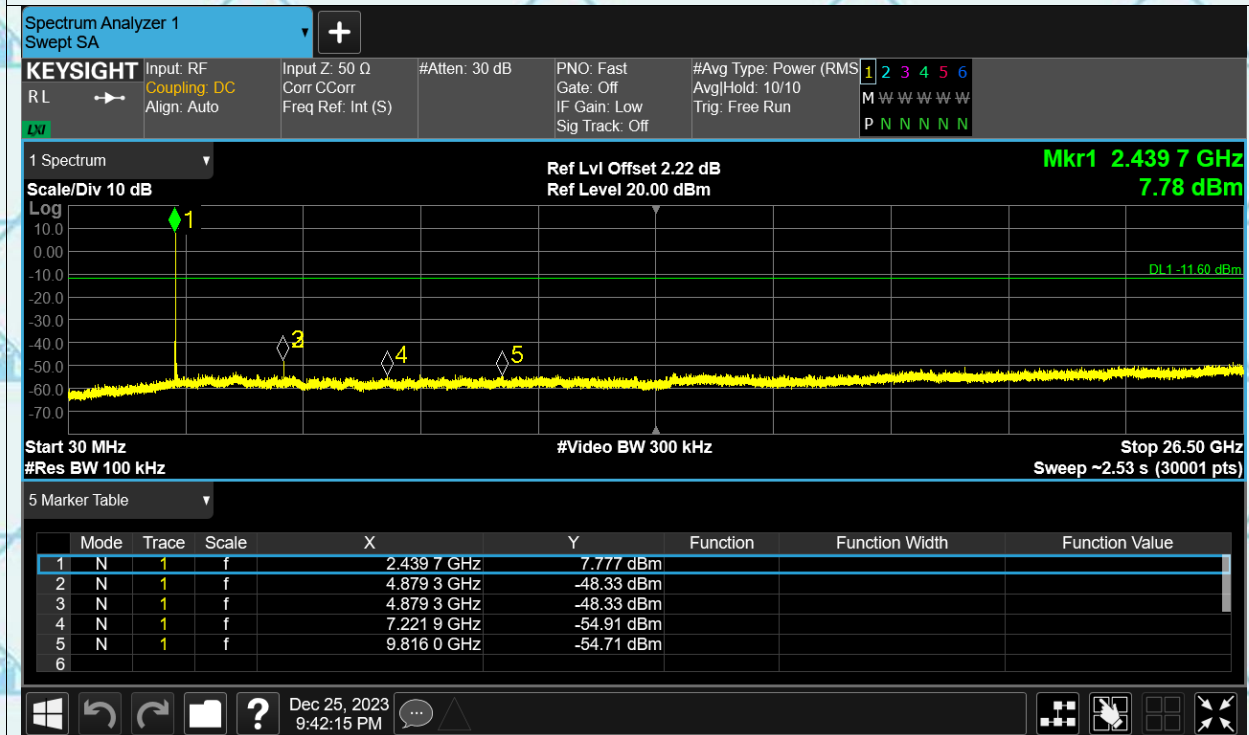 Spectrum Analyzer 1
Swept SA
+
KEYSIGHT
RL
LXI
Input: RF
Coupling: DC
Align: Auto
Input Z: 50 Ω
Corr CCorr
Freq Ref: Int (S)
#Atten: 30 dB
PNO: Fast
Gate: Off
IF Gain: Low
Sig Track: Off
#Avg Type: Power (RMS
Avg|Hold: 10/10
Trig: Free Run
1 2 3 4 5 6
M W W W W W
P N N N N N
1 Spectrum
Scale/Div 10 dB
Ref Lvl Offset 2.22 dB
Ref Level 20.00 dBm
Mkr1 2.439 7 GHz
7.78 dBm
Log
10.0
0.00
-10.0
-20.0
-30.0
-40.0
-50.0
-60.0
-70.0
1
3
4
5
DL1 -11.60 dBm
Start 30 MHz
#Video BW 300 kHz
Stop 26.50 GHz
#Res BW 100 kHz
Sweep ~2.53 s (30001 pts)
5 Marker Table
Mode Trace Scale X Y Function Function Width Function Value
1 N 1 f 2.439 7 GHz 7.777 dBm
2 N 1 f 4.879 3 GHz -48.33 dBm
3 N 1 f 4.879 3 GHz -48.33 dBm
4 N 1 f 7.221 9 GHz -54.91 dBm
5 N 1 f 9.816 0 GHz -54.71 dBm
6
?
Dec 25, 2023
9:42:15 PM